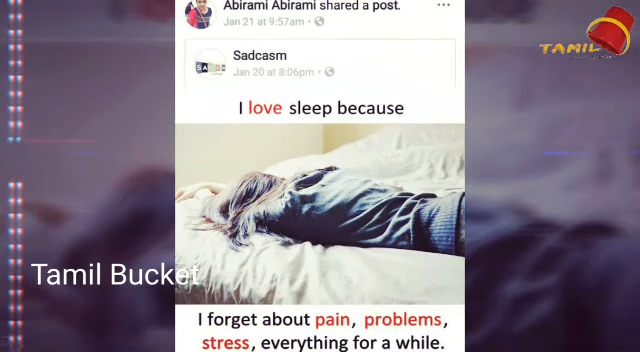 Abirami Abirami shared a post.
Jan 21 at 9:57am •
TAMIL
Sadcasm
Jan 20 at 8:06pm •
I love sleep because
Tamil Bucket
I forget about pain, problems,
stress, everything for a while.